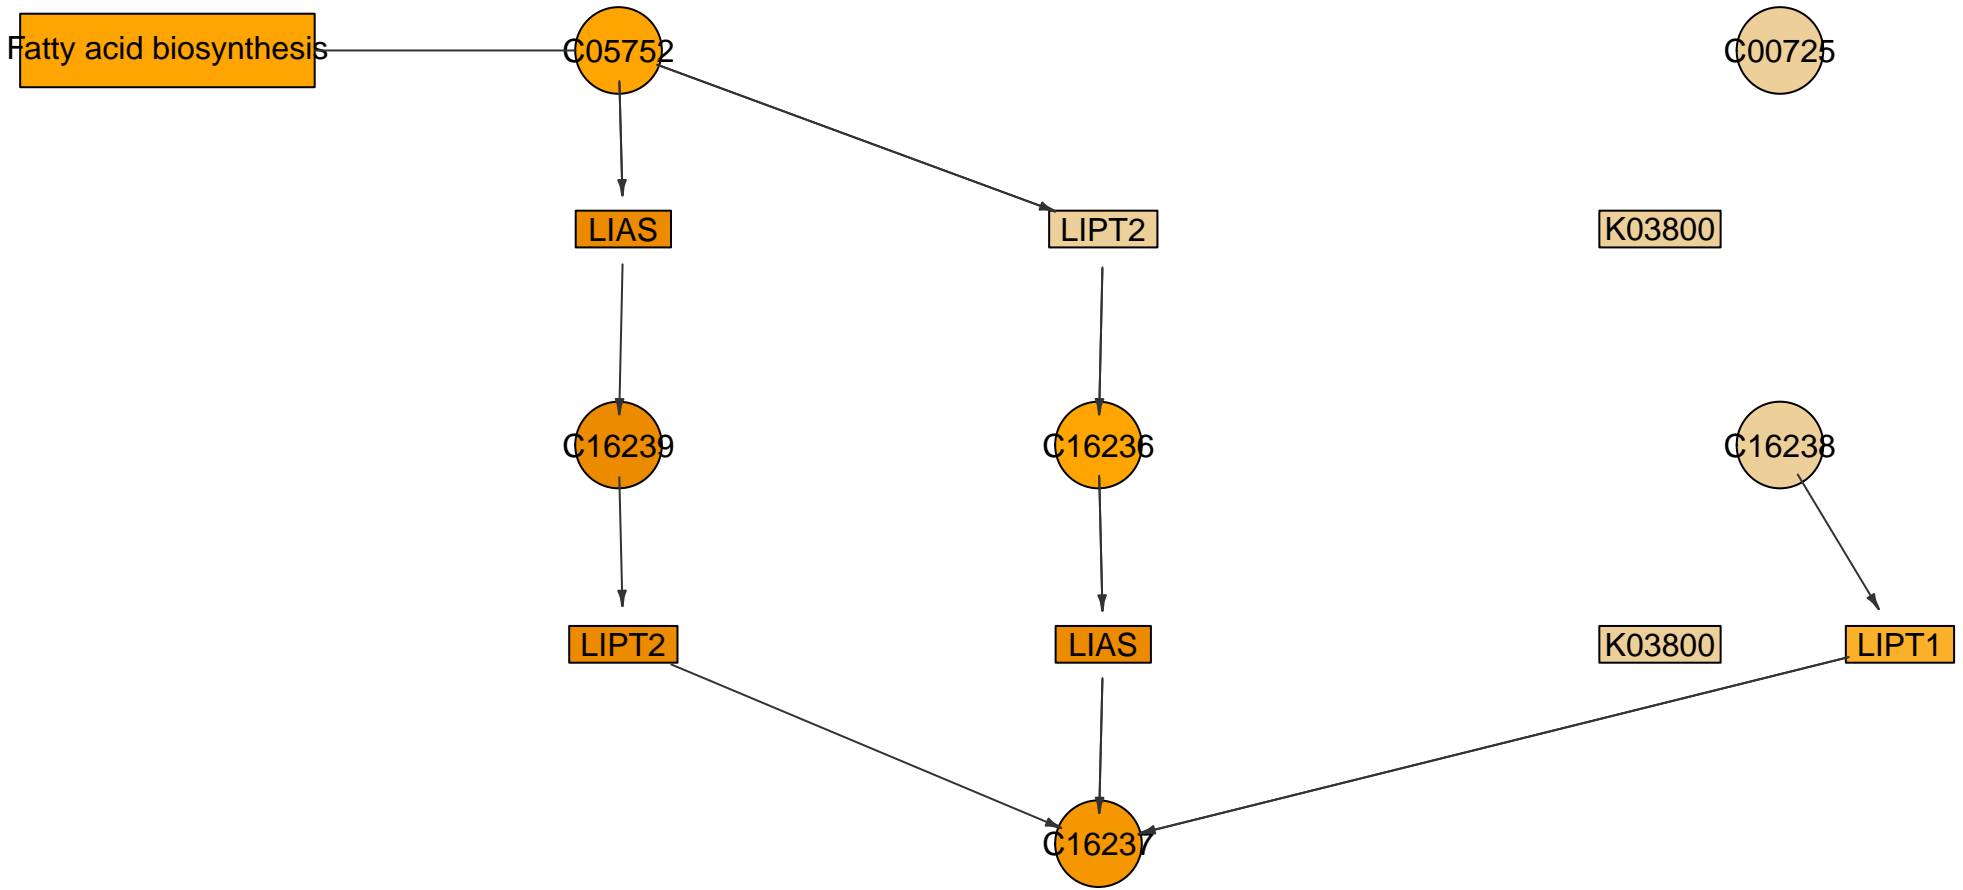 Fatty acid biosynthesis
C05752
C00725
LIAS
LIPT2
K03800
C16239
C16236
C16238
LIPT2
LIAS
K03800
LIPT1
C16237